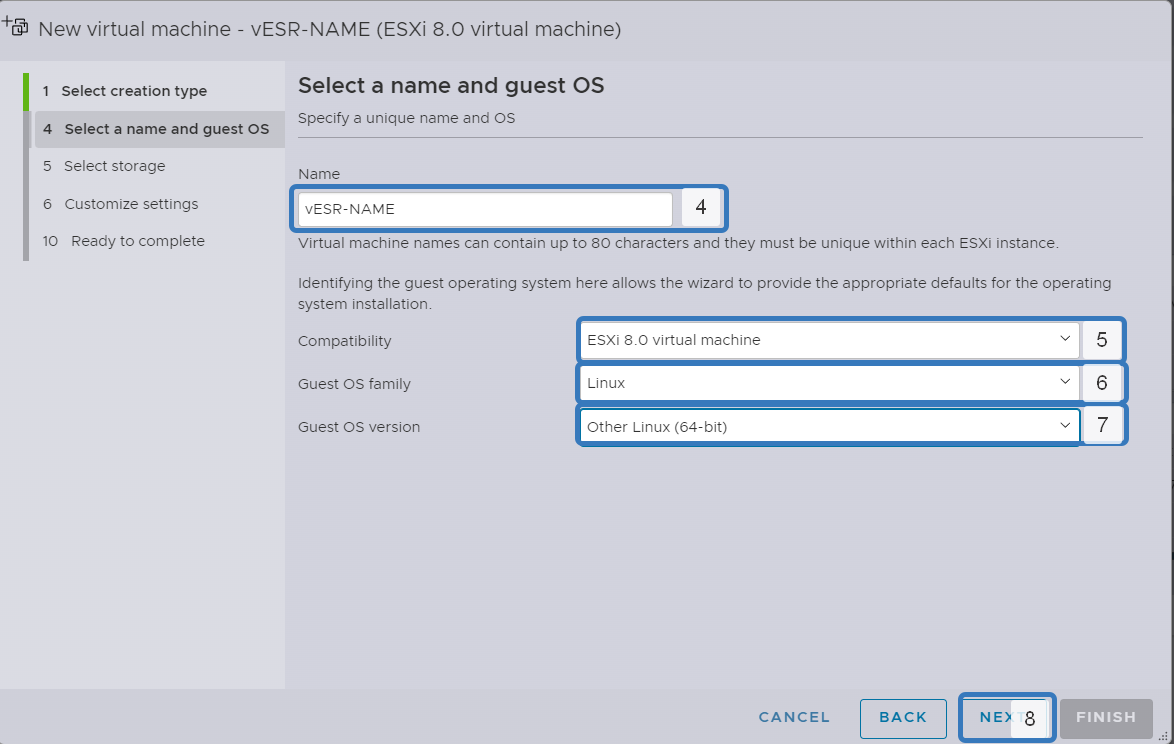 New virtual machine - vESR-NAME (ESXi 8.0 virtual machine)
1 Select creation type
4 Select a name and guest OS
5 Select storage
6 Customize settings
10 Ready to complete
Select a name and guest OS
Specify a unique name and OS
Name
vESR-NAME 4
Virtual machine names can contain up to 80 characters and they must be unique within each ESXi instance.
Identifying the guest operating system here allows the wizard to provide the appropriate defaults for the operating
system installation.
Compatibility ESXi 8.0 virtual machine 5
Guest OS family Linux 6
Guest OS version Other Linux (64-bit) 7
CANCEL BACK NEXT 8 FINISH